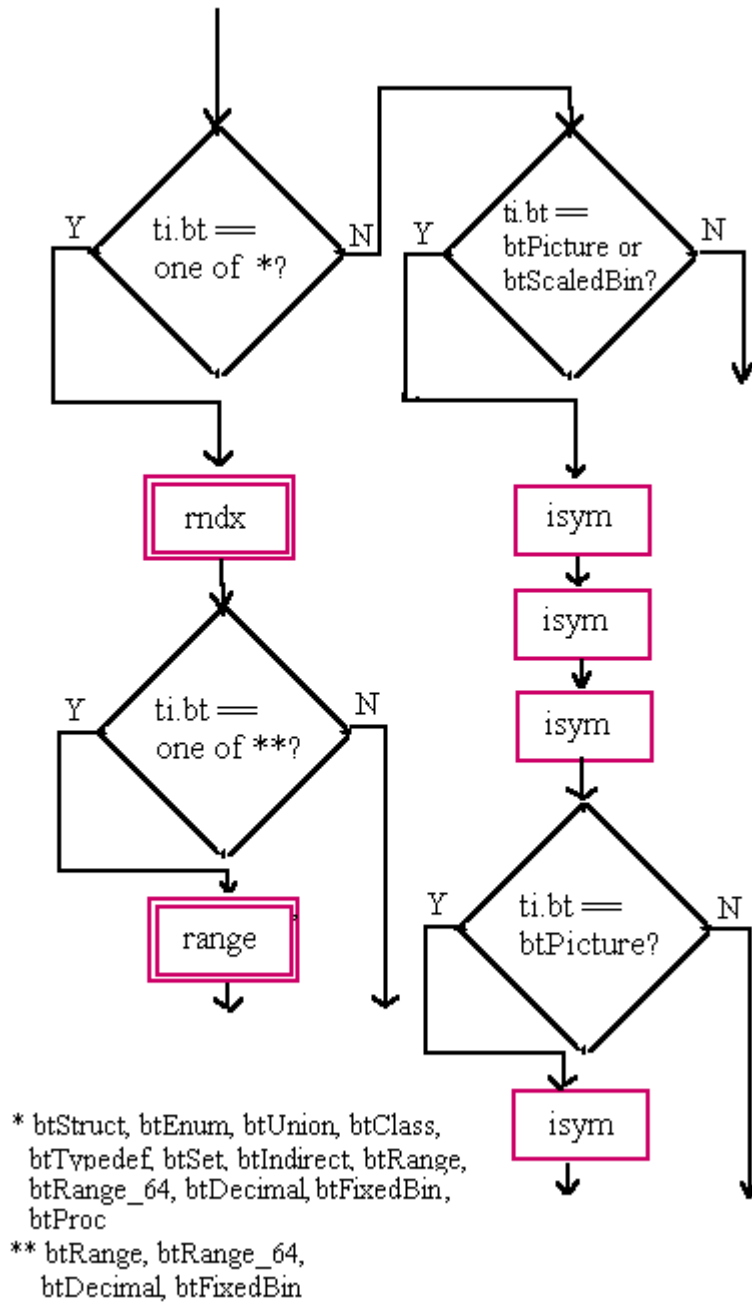 ti.bt ==
one of *?
Y
N
ti.bt ==
btPicture or
btScaledBin?
Y
N
rndx
isym
isym
isym
ti.bt ==
one of **?
Y
N
range
ti.bt ==
btPicture?
Y
N
isym
* btStruct, btEnum, btUnion, btClass,
btTypedef, btSet, btIndirect, btRange,
btRange_64, btDecimal, btFixedBin,
btProc
** btRange, btRange_64,
btDecimal, btFixedBin